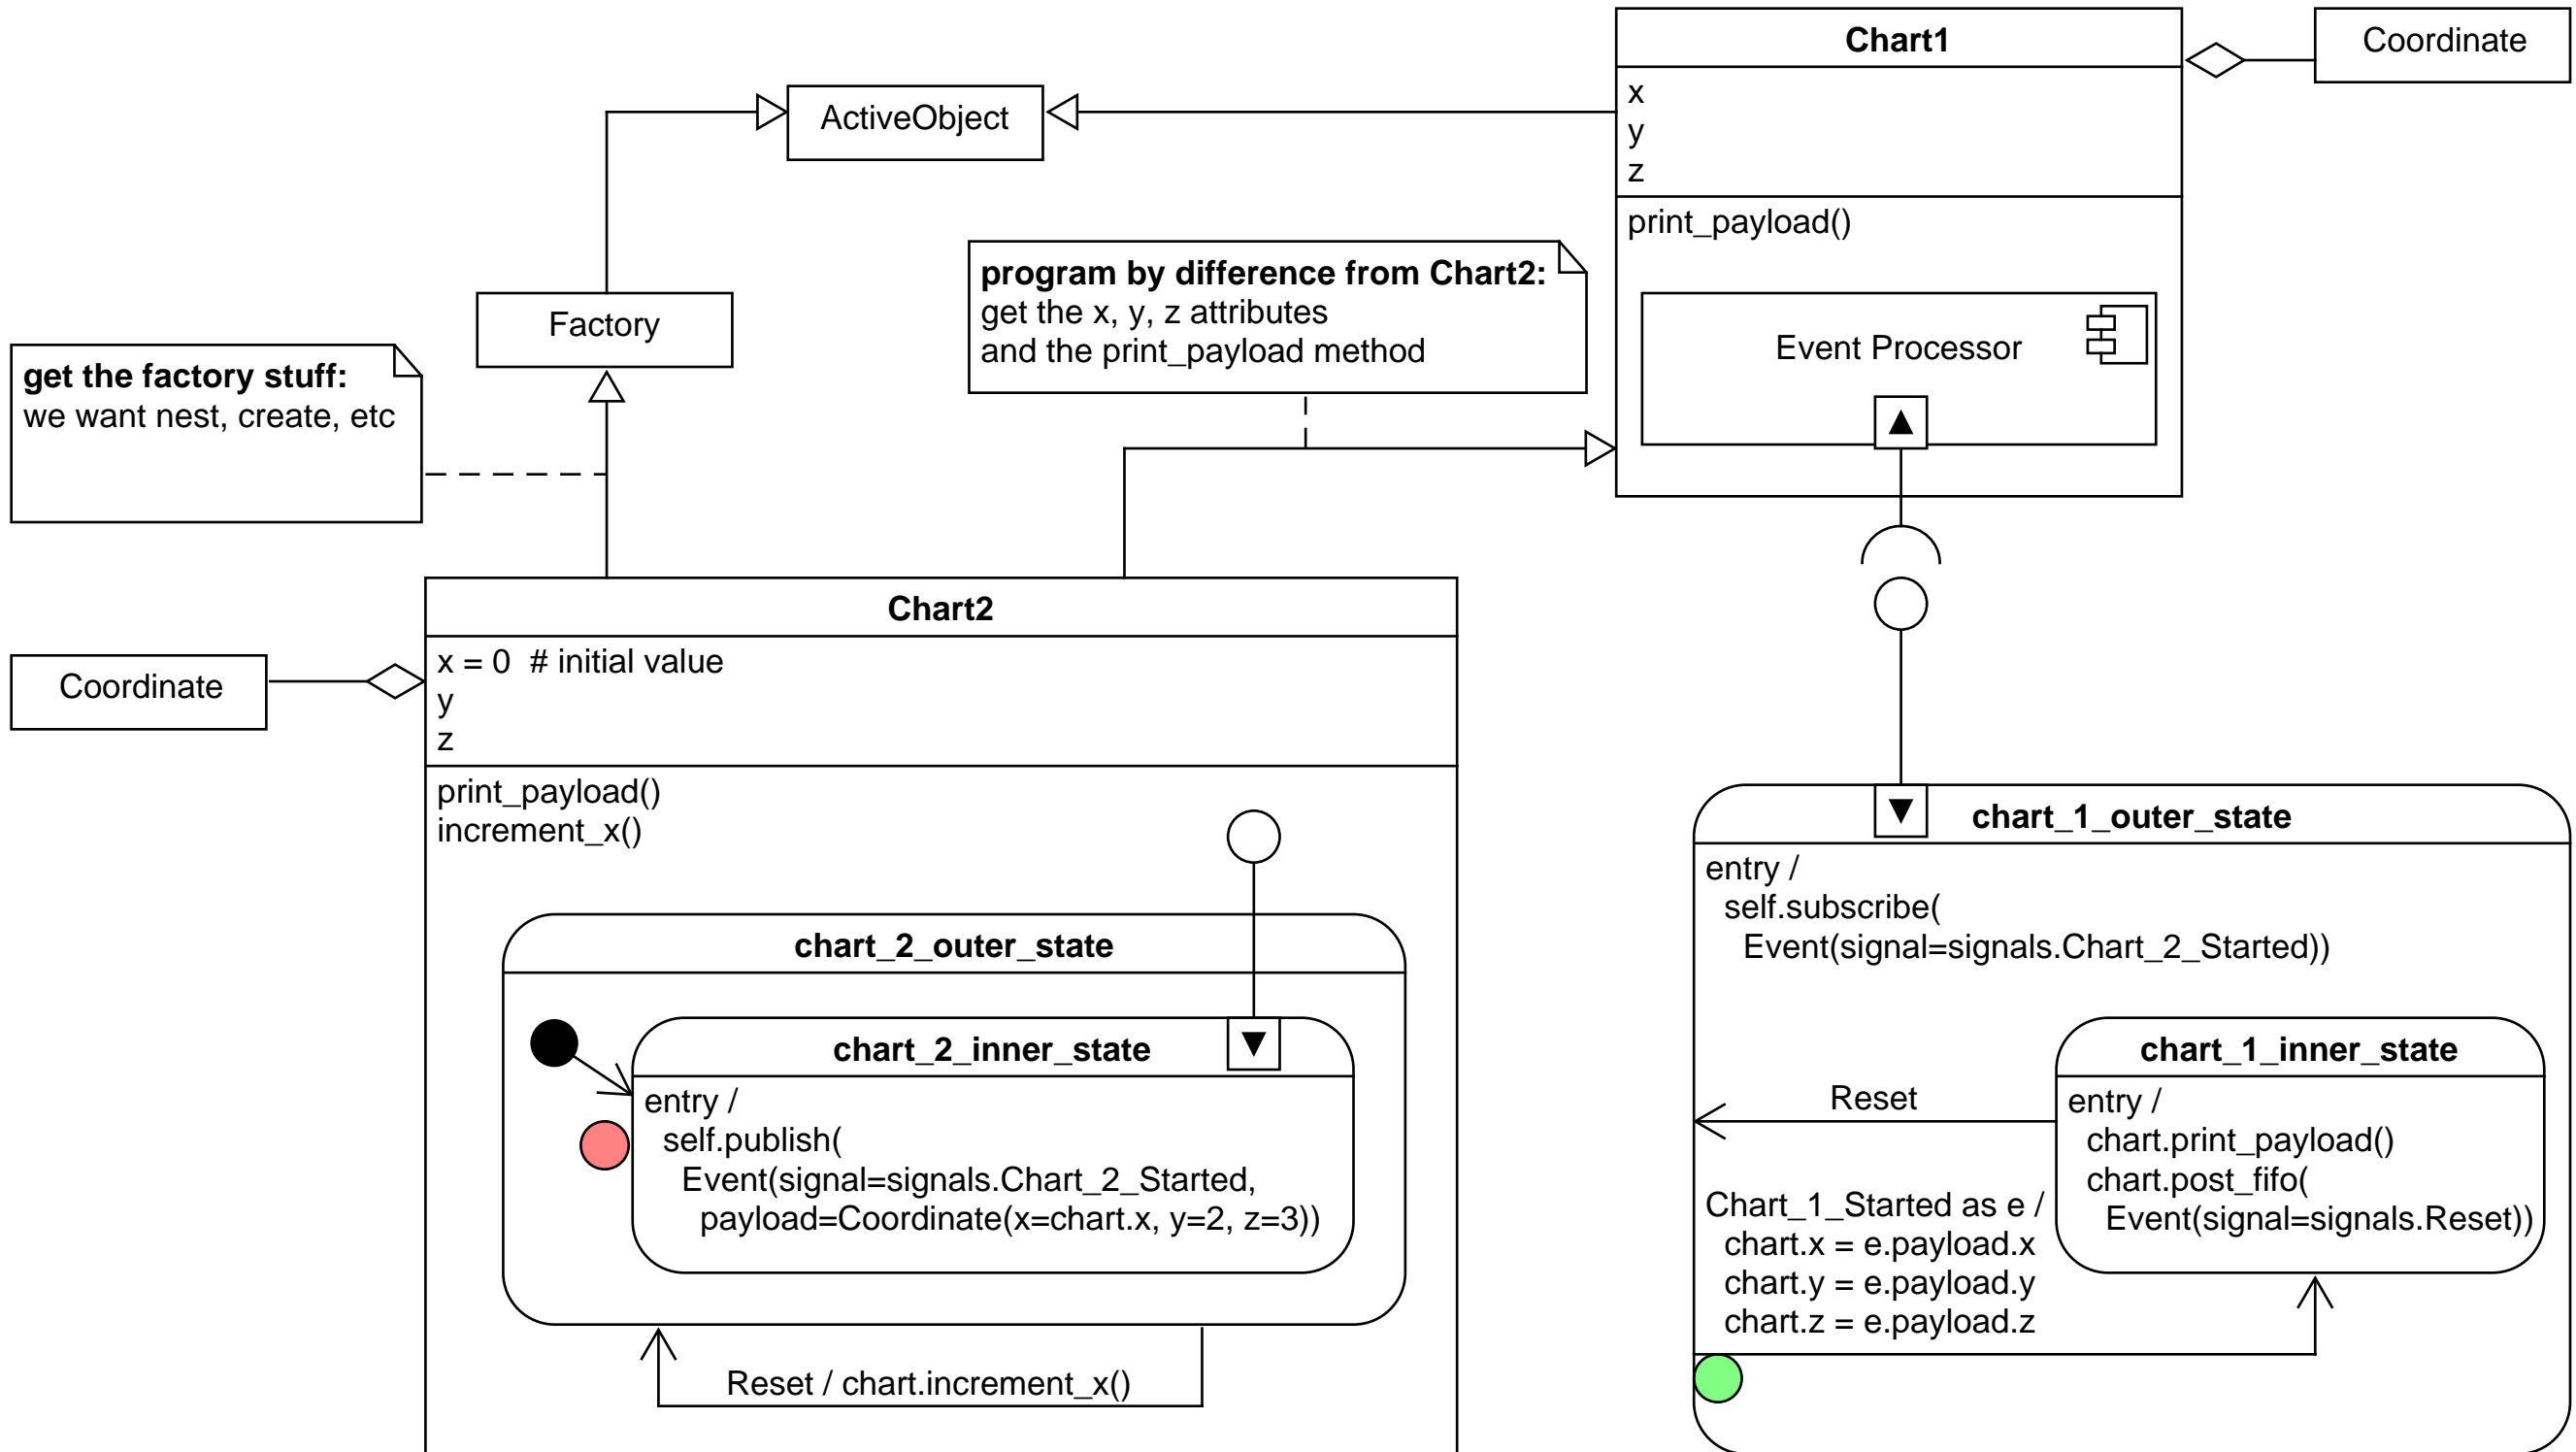 Chart1
x
y
z
print_payload()
Event Processor
Coordinate
ActiveObject
Factory
program by difference from Chart2:
get the x, y, z attributes
and the print_payload method
get the factory stuff:
we want nest, create, etc
Coordinate
Chart2
x = 0  # initial value
y
z
print_payload()
increment_x()
chart_2_outer_state
chart_2_inner_state
entry /
self.publish(
Event(signal=signals.Chart_2_Started,
payload=Coordinate(x=chart.x, y=2, z=3))
Reset / chart.increment_x()
chart_1_outer_state
entry /
self.subscribe(
Event(signal=signals.Chart_2_Started))
chart_1_inner_state
entry /
chart.print_payload()
chart.post_fifo(
Event(signal=signals.Reset))
Reset
Chart_1_Started as e /
chart.x = e.payload.x
chart.y = e.payload.y
chart.z = e.payload.z